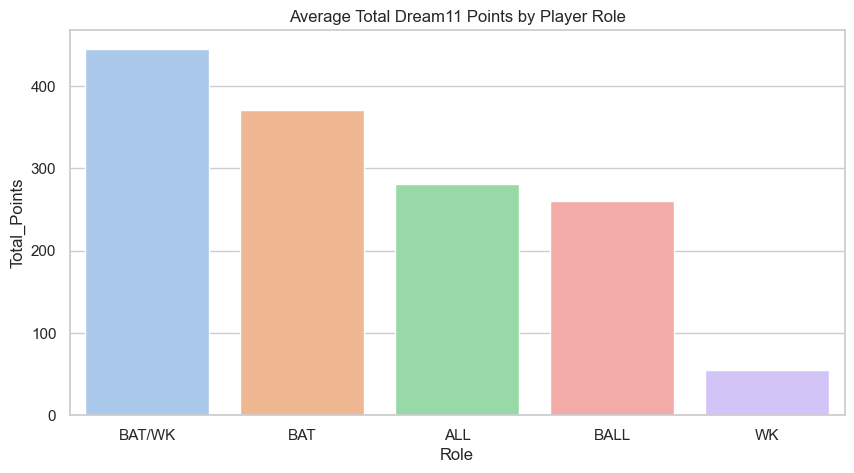 Average Total Dream11 Points by Player Role
Total_Points
400
300
200
100
0
BAT/WK BAT ALL BALL WK
Role